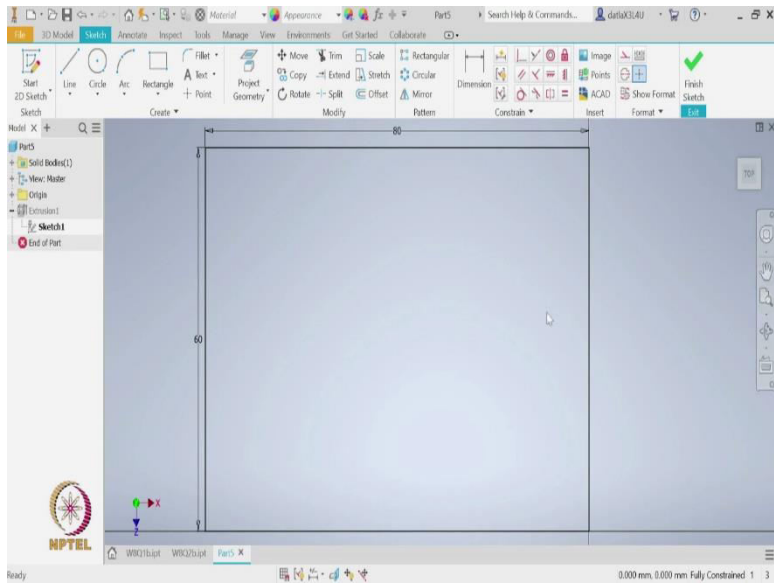 Material Appearance fx Part5 Search Help & Commands... datlaX3L4U
File 3D Model Sketch Annotate Inspect Tools Manage View Environments Get Started Collaborate
Start 2D Sketch Line Circle Arc Rectangle Fillet Text Point Project Geometry Move Copy Rotate Trim Extend Split Scale Stretch Offset Rectangular Circular Mirror Dimension Image Points ACAD Show Format Finish Sketch
Sketch Create Modify Pattern Constrain Insert Format Exit
Model
Part5
Solid Bodies(1)
View: Master
Origin
Extrusion1
Sketch1
End of Part
80
TOP
60
X
Z
NPTEL
W8Q1b.ipt W8Q2b.ipt Part5
Ready 0.000 mm, 0.000 mm Fully Constrained 1 3